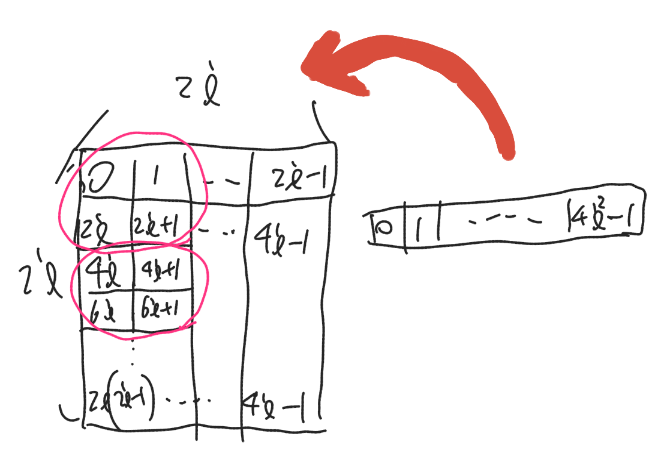 2ℓ
0 1 -- 2ℓ-1
2ℓ 2ℓ+1 -·· 4ℓ-1
0 1 ---- 4ℓ²-1
2ℓ
4ℓ 4ℓ+1
6ℓ 6ℓ+1
⋮
2ℓ(2ℓ-1) ···· 4ℓ-1